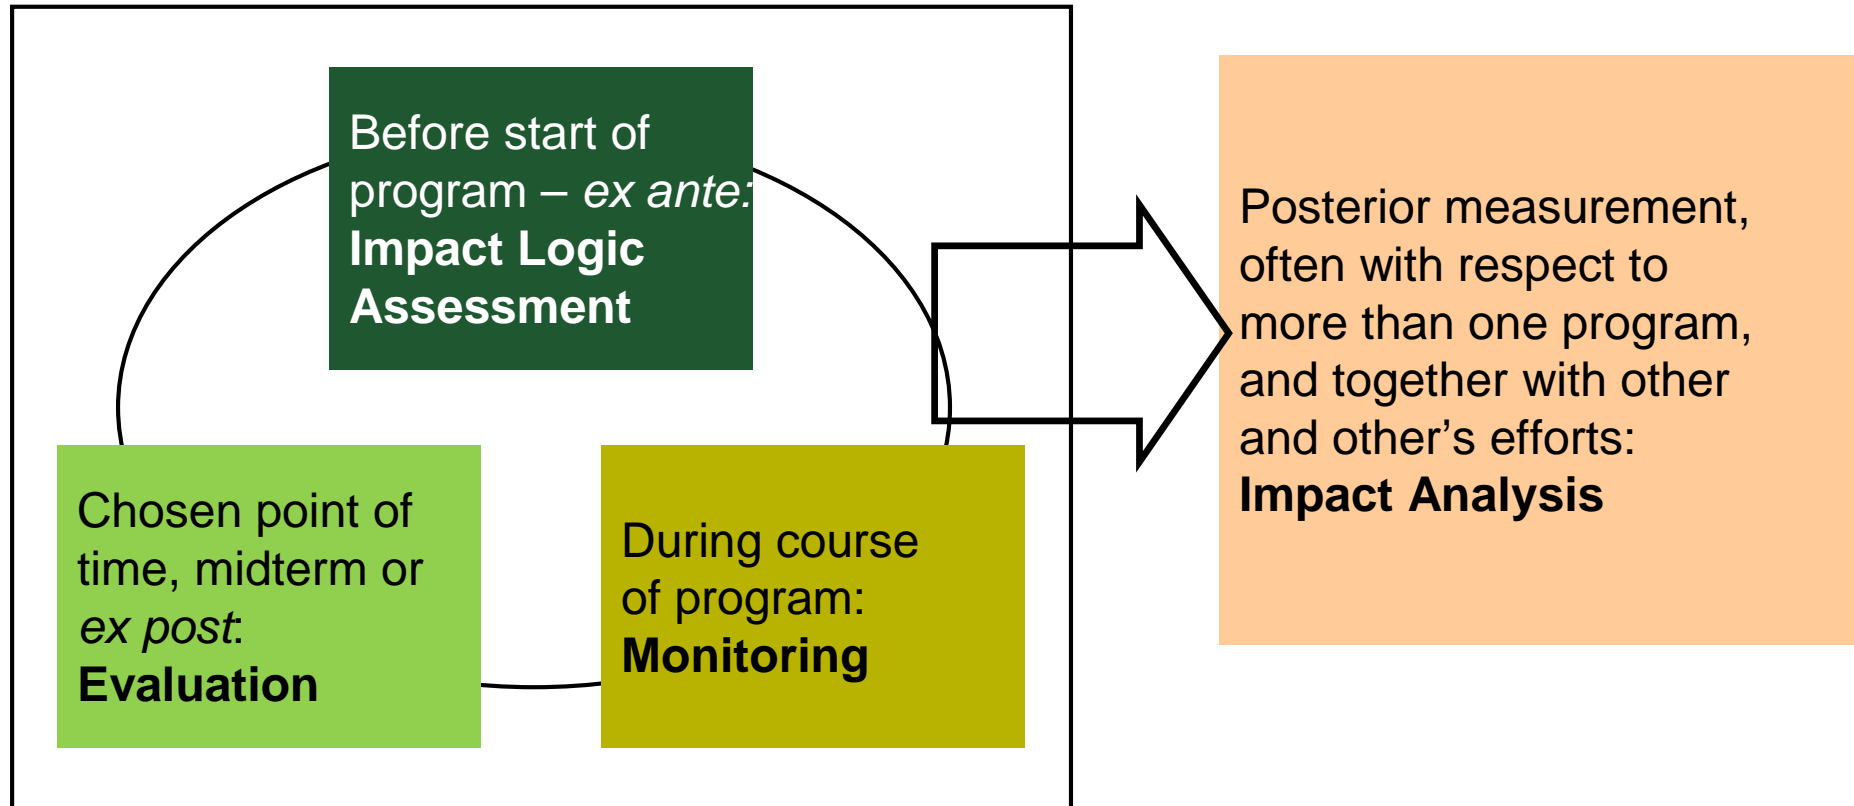 Before start of
program – ex ante:
Impact Logic
Assessment
Chosen point of
time, midterm or
ex post:
Evaluation
During course
of program:
Monitoring
Posterior measurement,
often with respect to
more than one program,
and together with other
and other’s efforts:
Impact Analysis